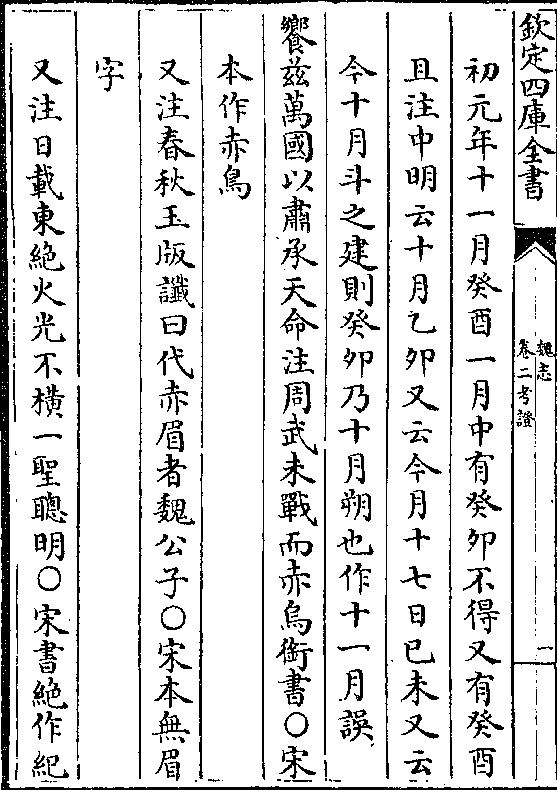 欽定四庫全書
魏志
卷二考證
一
初元年十一月癸酉一月中有癸卯不得又有癸酉
且注中明云十月乙卯又云今月十七日已未又云
今十月斗之建則癸卯乃十月朔也作十一月誤
饗兹萬國以肅承天命注周武未戰而赤烏銜書○宋
本作赤鳥
又注春秋玉版讖曰代赤眉者魏公子○宋本無眉
字
又注日載東絶火光不横一聖聰明○宋書絶作紀